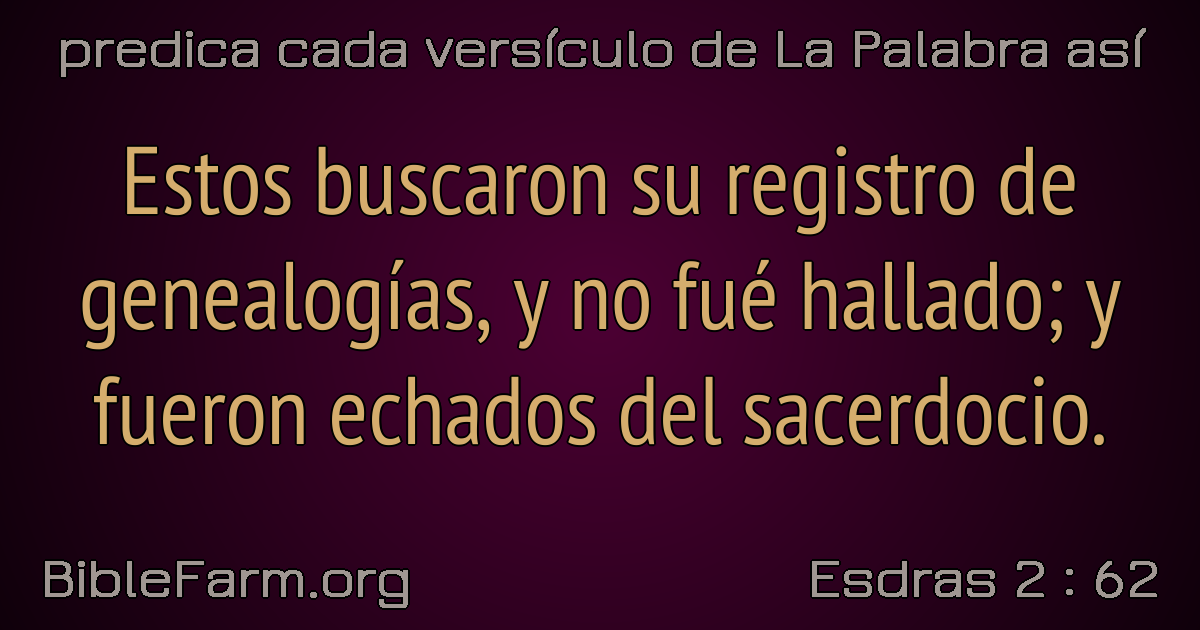 predica cada versículo de La Palabra así
Estos buscaron su registro de
genealogías, y no fué hallado; y
fueron echados del sacerdocio.
BibleFarm.org
Esdras 2 : 62